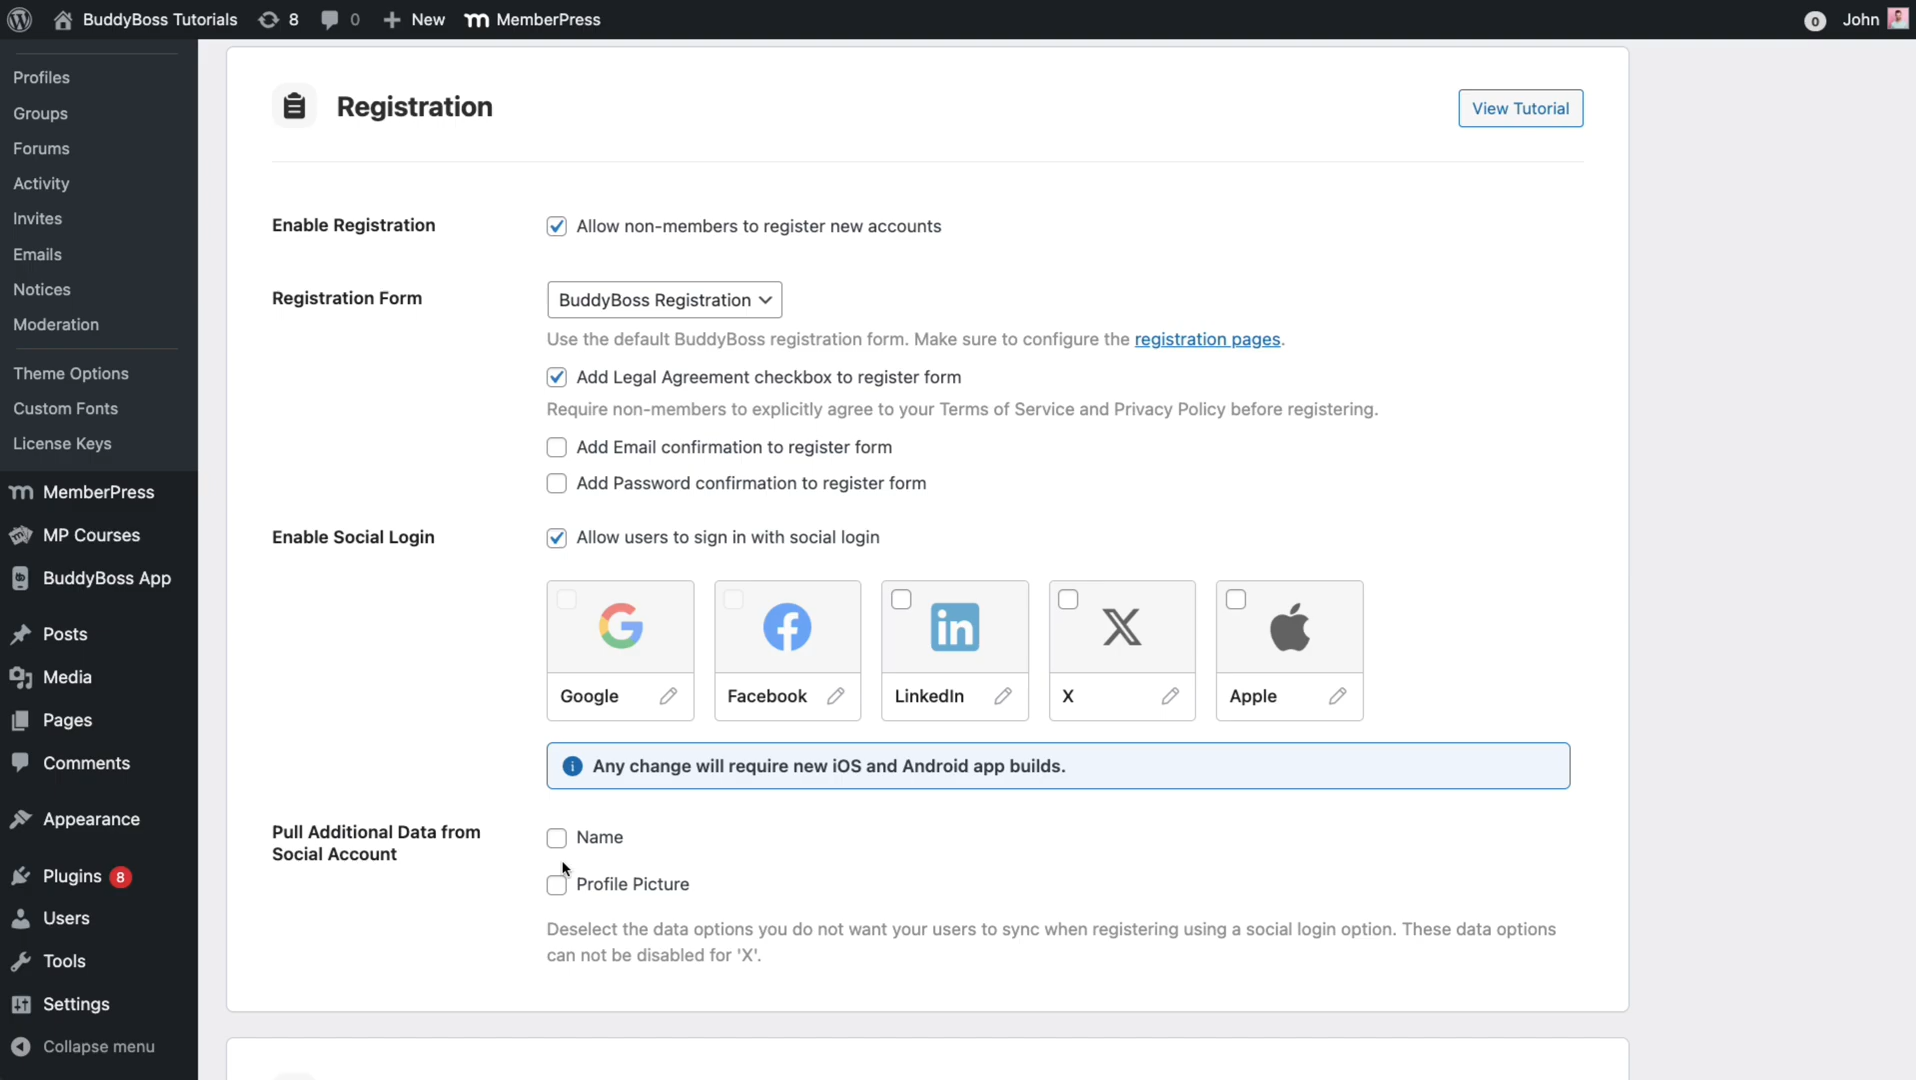 BuddyBoss Tutorials 8 0 New MemberPress 0 John
Profiles
Groups
Forums
Activity
Invites
Emails
Notices
Moderation
Theme Options
Custom Fonts
License Keys
MemberPress
MP Courses
BuddyBoss App
Posts
Media
Pages
Comments
Appearance
Plugins 8
Users
Tools
Settings
Collapse menu
Registration
View Tutorial
Enable Registration
Allow non-members to register new accounts
Registration Form
BuddyBoss Registration
Use the default BuddyBoss registration form. Make sure to configure the registration pages.
Add Legal Agreement checkbox to register form
Require non-members to explicitly agree to your Terms of Service and Privacy Policy before registering.
Add Email confirmation to register form
Add Password confirmation to register form
Enable Social Login
Allow users to sign in with social login
Google Facebook LinkedIn X Apple
Any change will require new iOS and Android app builds.
Pull Additional Data from
Social Account
Name
Profile Picture
Deselect the data options you do not want your users to sync when registering using a social login option. These data options
can not be disabled for 'X'.